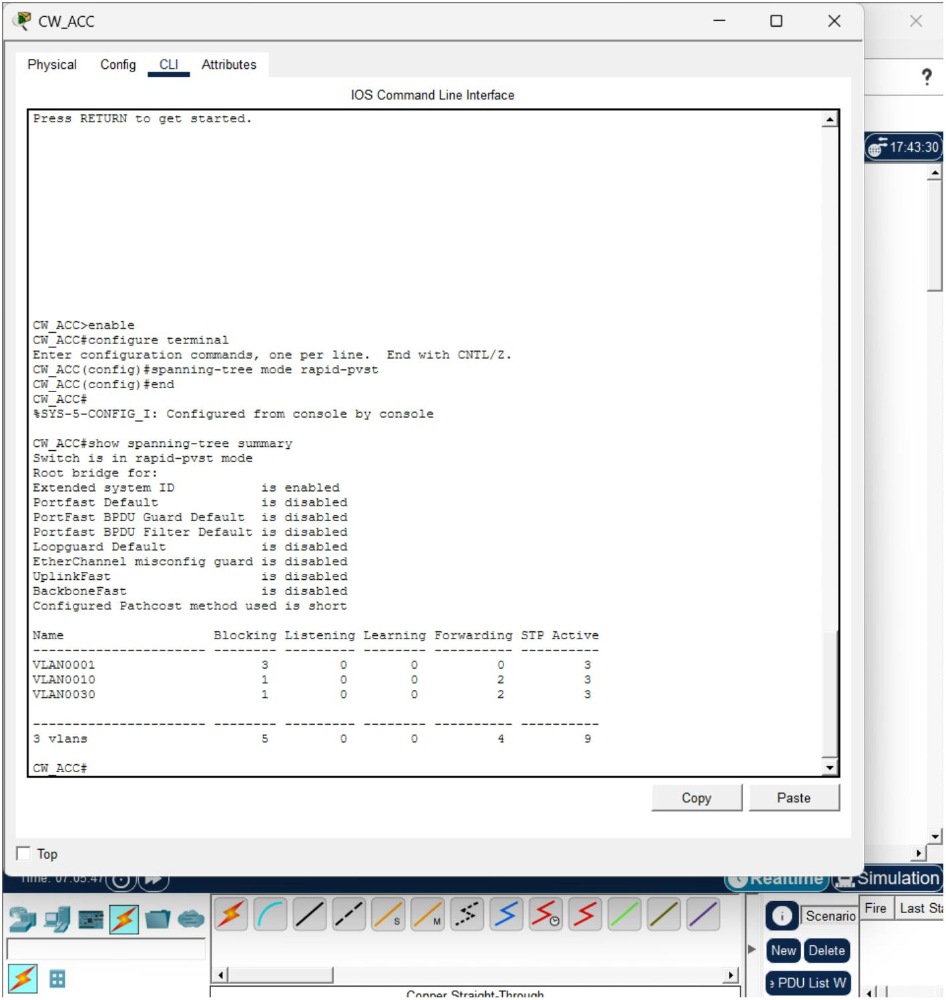 CW_ACC
Physical Config CLI Attributes
?
IOS Command Line Interface
17:43:30
Press RETURN to get started.
CW_ACC>enable
CW_ACC#configure terminal
Enter configuration commands, one per line.  End with CNTL/Z.
CW_ACC(config)#spanning-tree mode rapid-pvst
CW_ACC(config)#end
CW_ACC#
%SYS-5-CONFIG_I: Configured from console by console
CW_ACC#show spanning-tree summary
Switch is in rapid-pvst mode
Root bridge for:
Extended system ID           is enabled
Portfast Default             is disabled
PortFast BPDU Guard Default  is disabled
Portfast BPDU Filter Default is disabled
Loopguard Default            is disabled
EtherChannel misconfig guard is disabled
UplinkFast                   is disabled
BackboneFast                 is disabled
Configured Pathcost method used is short
Name                   Blocking Listening Learning Forwarding STP Active
---------------------- -------- --------- -------- ---------- ----------
VLAN0001                     3         0        0          0          3
VLAN0010                     1         0        0          2          3
VLAN0030                     1         0        0          2          3
---------------------- -------- --------- -------- ---------- ----------
3 vlans                      5         0        0          4          9
CW_ACC#
Copy Paste
Top
Time: 07:05:47 Realtime Simulation
S M Scenario Fire Last Sta
New Delete
e PDU List W
Copper Straight-Through